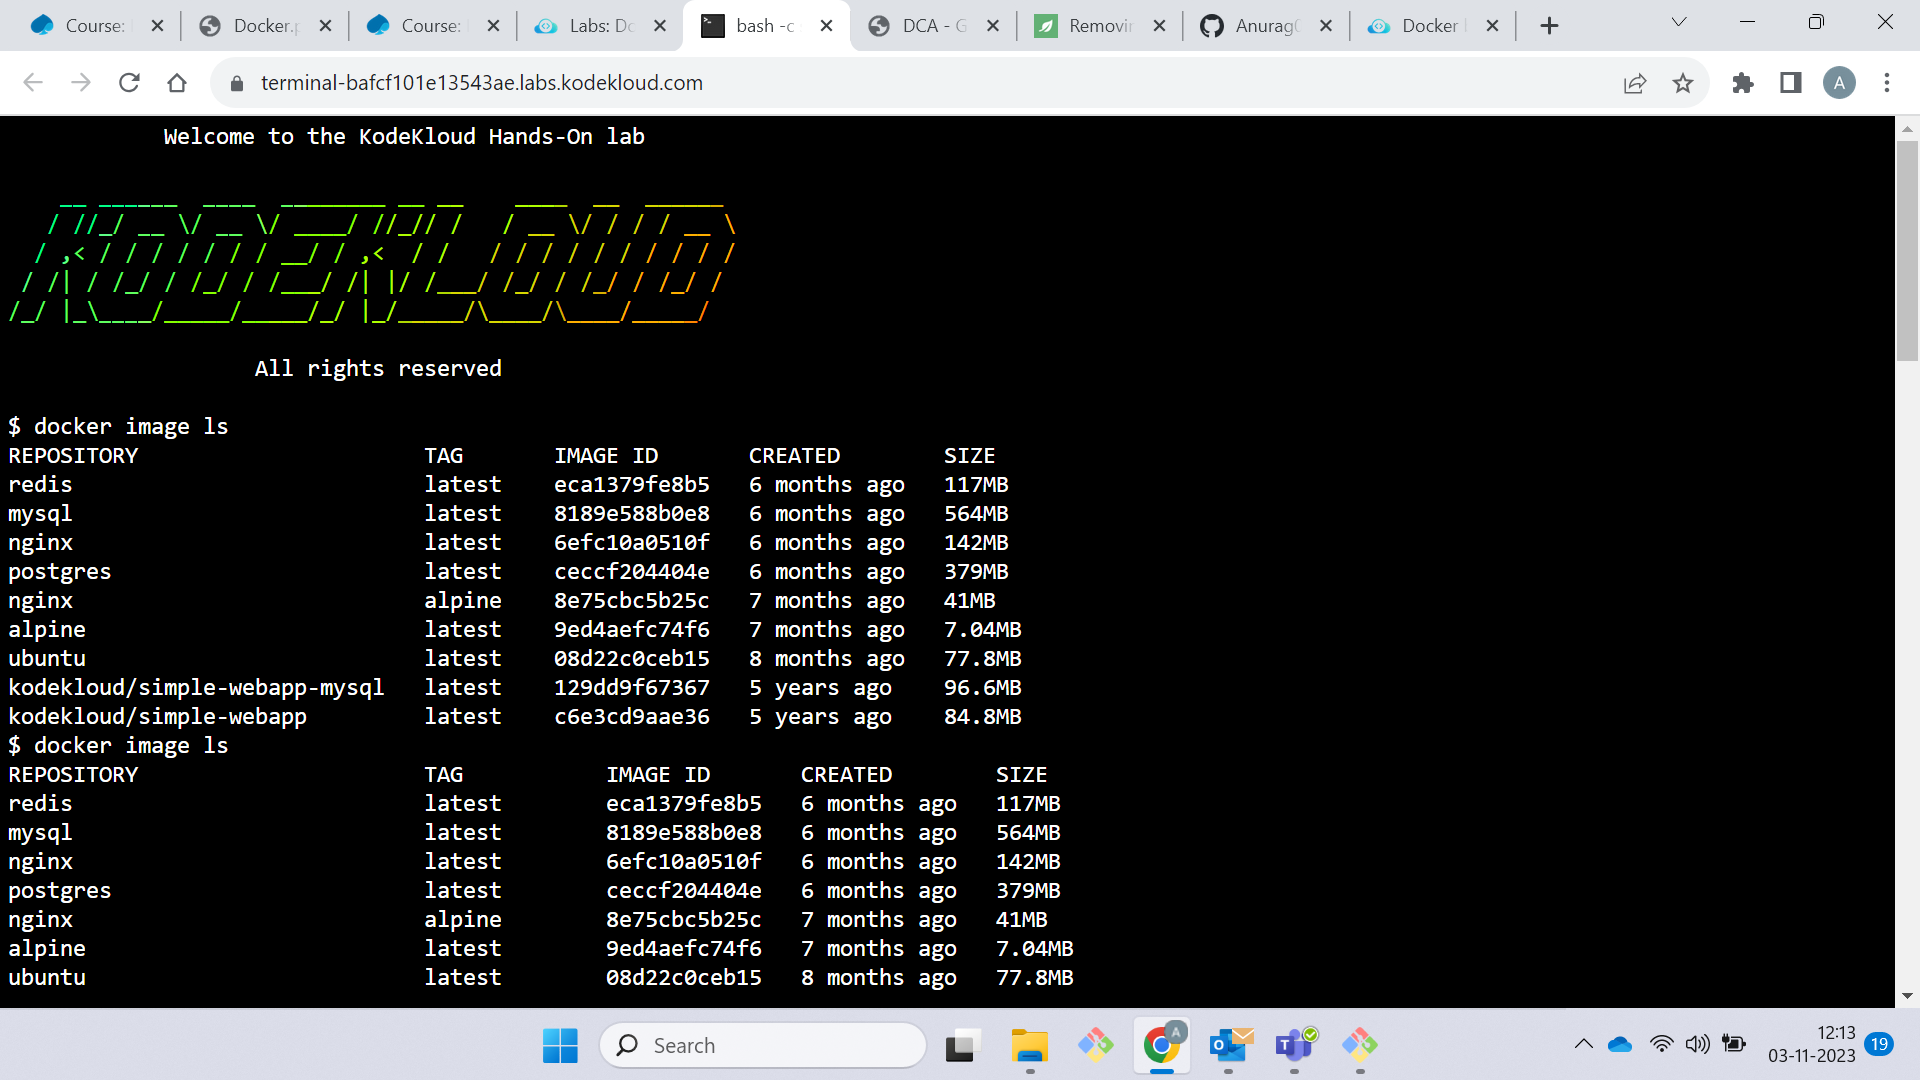 Course:
Docker.p
Course:
Labs: Do
bash -c
DCA - G
Removin
Anurag
Docker
terminal-bafcf101e13543ae.labs.kodekloud.com
A
Welcome to the KodeKloud Hands-On lab
KODEKLOUD
All rights reserved
$ docker image ls
REPOSITORY TAG IMAGE ID CREATED SIZE
redis latest eca1379fe8b5 6 months ago 117MB
mysql latest 8189e588b0e8 6 months ago 564MB
nginx latest 6efc10a0510f 6 months ago 142MB
postgres latest ceccf204404e 6 months ago 379MB
nginx alpine 8e75cbc5b25c 7 months ago 41MB
alpine latest 9ed4aefc74f6 7 months ago 7.04MB
ubuntu latest 08d22c0ceb15 8 months ago 77.8MB
kodekloud/simple-webapp-mysql latest 129dd9f67367 5 years ago 96.6MB
kodekloud/simple-webapp latest c6e3cd9aae36 5 years ago 84.8MB
$ docker image ls
REPOSITORY TAG IMAGE ID CREATED SIZE
redis latest eca1379fe8b5 6 months ago 117MB
mysql latest 8189e588b0e8 6 months ago 564MB
nginx latest 6efc10a0510f 6 months ago 142MB
postgres latest ceccf204404e 6 months ago 379MB
nginx alpine 8e75cbc5b25c 7 months ago 41MB
alpine latest 9ed4aefc74f6 7 months ago 7.04MB
ubuntu latest 08d22c0ceb15 8 months ago 77.8MB
Search
A
12:13
03-11-2023
19